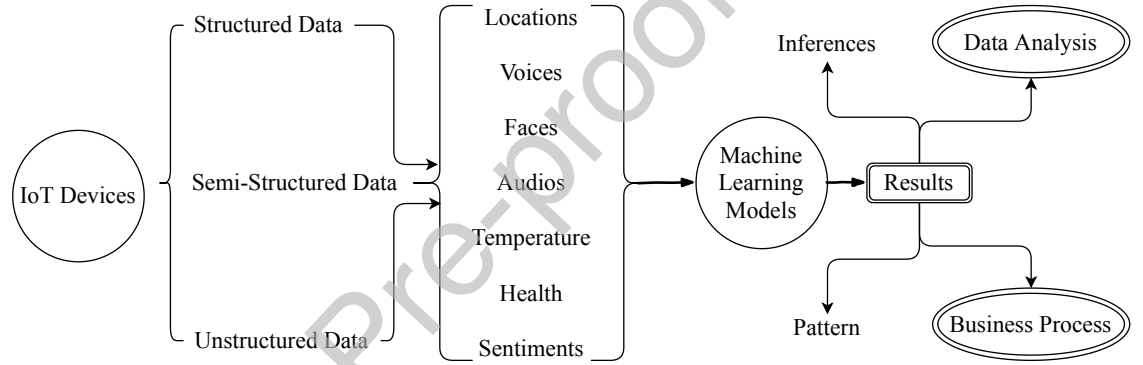 IoT Devices
Structured Data
Semi-Structured Data
Unstructured Data
Locations
Voices
Faces
Audios
Temperature
Health
Sentiments
Machine
Learning
Models
Results
Inferences
Data Analysis
Pattern
Business Process
Pre-proof